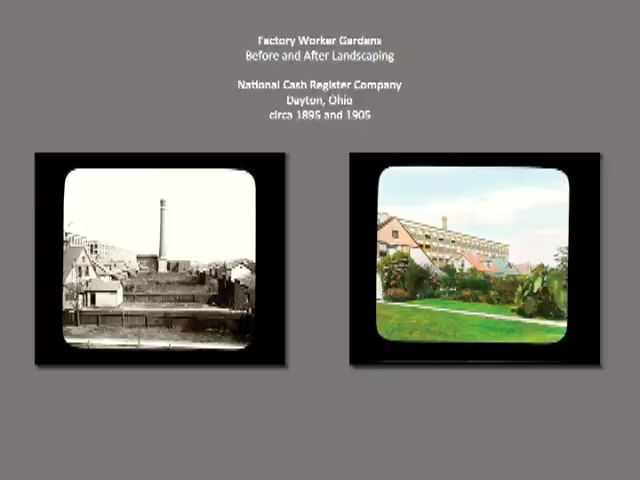 Factory Worker Gardens
Before and After Landscaping
National Cash Register Company
Dayton, Ohio
circa 1895 and 1905